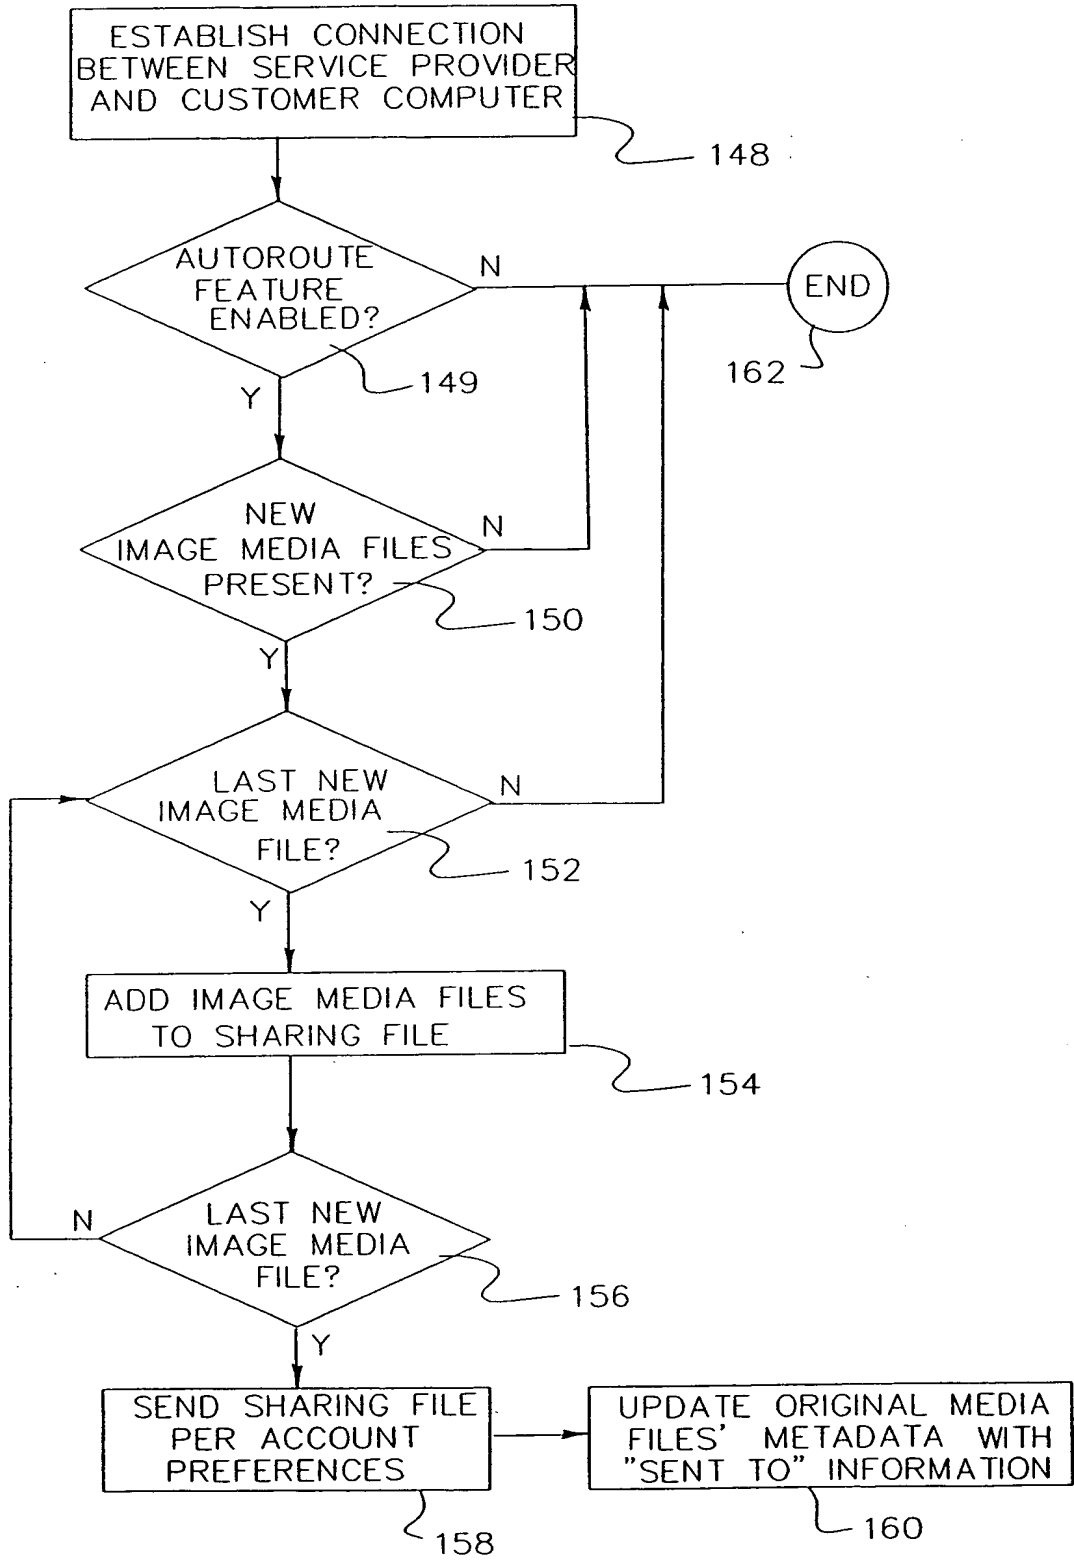 ESTABLISH CONNECTION
BETWEEN SERVICE PROVIDER
AND CUSTOMER COMPUTER
148
AUTOROUTE
FEATURE
ENABLED?
N
END
162
149
Y
NEW
IMAGE MEDIA FILES
PRESENT?
N
150
Y
LAST NEW
IMAGE MEDIA
FILE?
N
152
Y
ADD IMAGE MEDIA FILES
TO SHARING FILE
154
LAST NEW
IMAGE MEDIA
FILE?
N
156
Y
SEND SHARING FILE
PER ACCOUNT
PREFERENCES
158
UPDATE ORIGINAL MEDIA
FILES' METADATA WITH
"SENT TO" INFORMATION
160